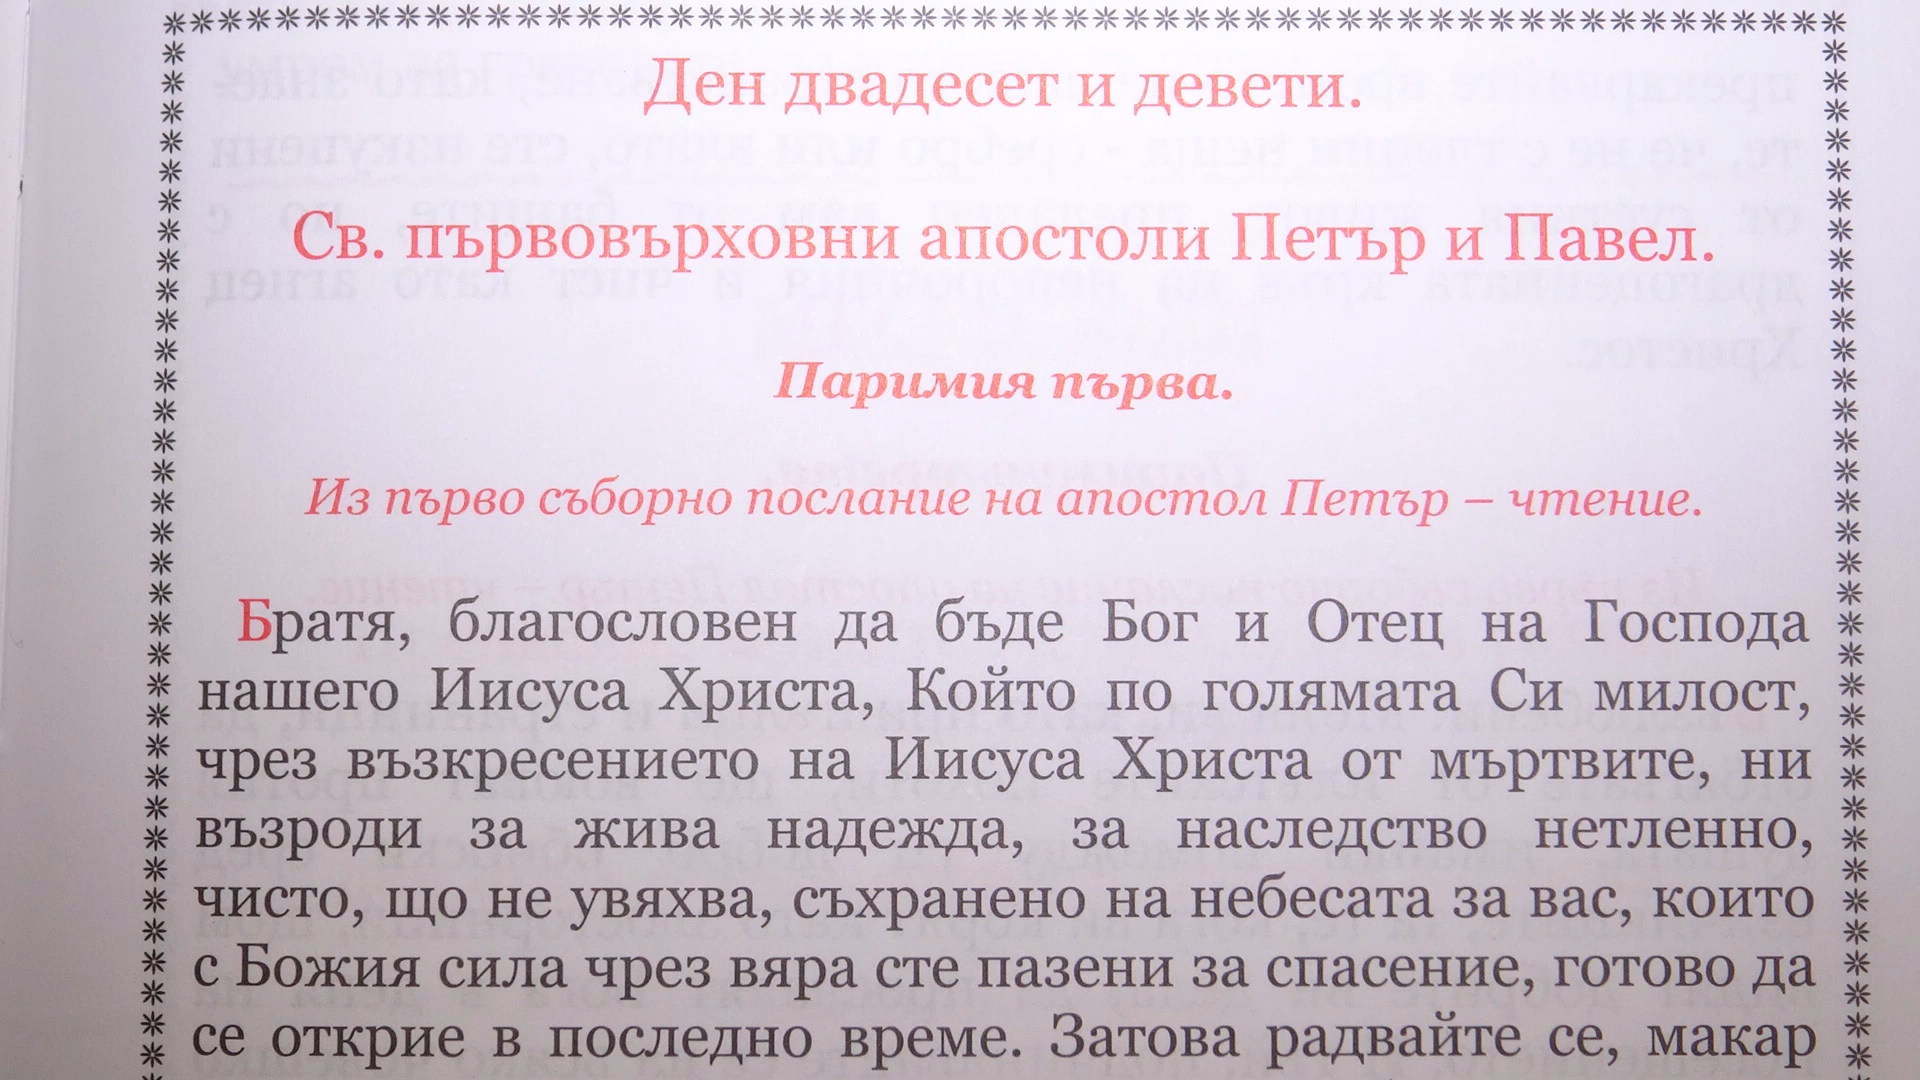 Ден двадесет и девети.
Св. първовърховни апостоли Петър и Павел.
Паримия първа.
Из първо съборно послание на апостол Петър – чтение.
Братя, благословен да бъде Бог и Отец на Господа
нашего Иисуса Христа, Който по голямата Си милост,
чрез възкресението на Иисуса Христа от мъртвите, ни
възроди за жива надежда, за наследство нетленно,
чисто, що не увяхва, съхранено на небесата за вас, които
с Божия сила чрез вяра сте пазени за спасение, готово да
се открие в последно време. Затова радвайте се, макар